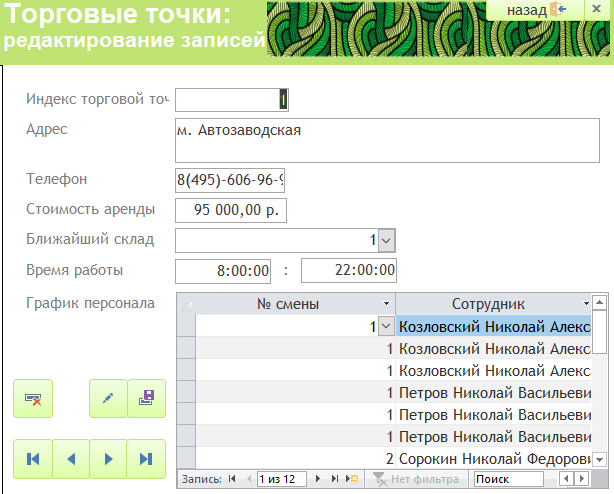 Торговые точки:
редактирование записей
назад
Индекс торговой точ 1
Адрес м. Автозаводская
Телефон 8(495)-606-96-9
Стоимость аренды 95 000,00 р.
Ближайший склад 1
Время работы 8:00:00 : 22:00:00
График персонала
№ смены Сотрудник
1 Козловский Николай Алекса
1 Козловский Николай Алекса
1 Козловский Николай Алекса
1 Петров Николай Васильеви
1 Петров Николай Васильеви
1 Петров Николай Васильеви
2 Сорокин Николай Федорови
Запись: 1 из 12 Нет фильтра Поиск